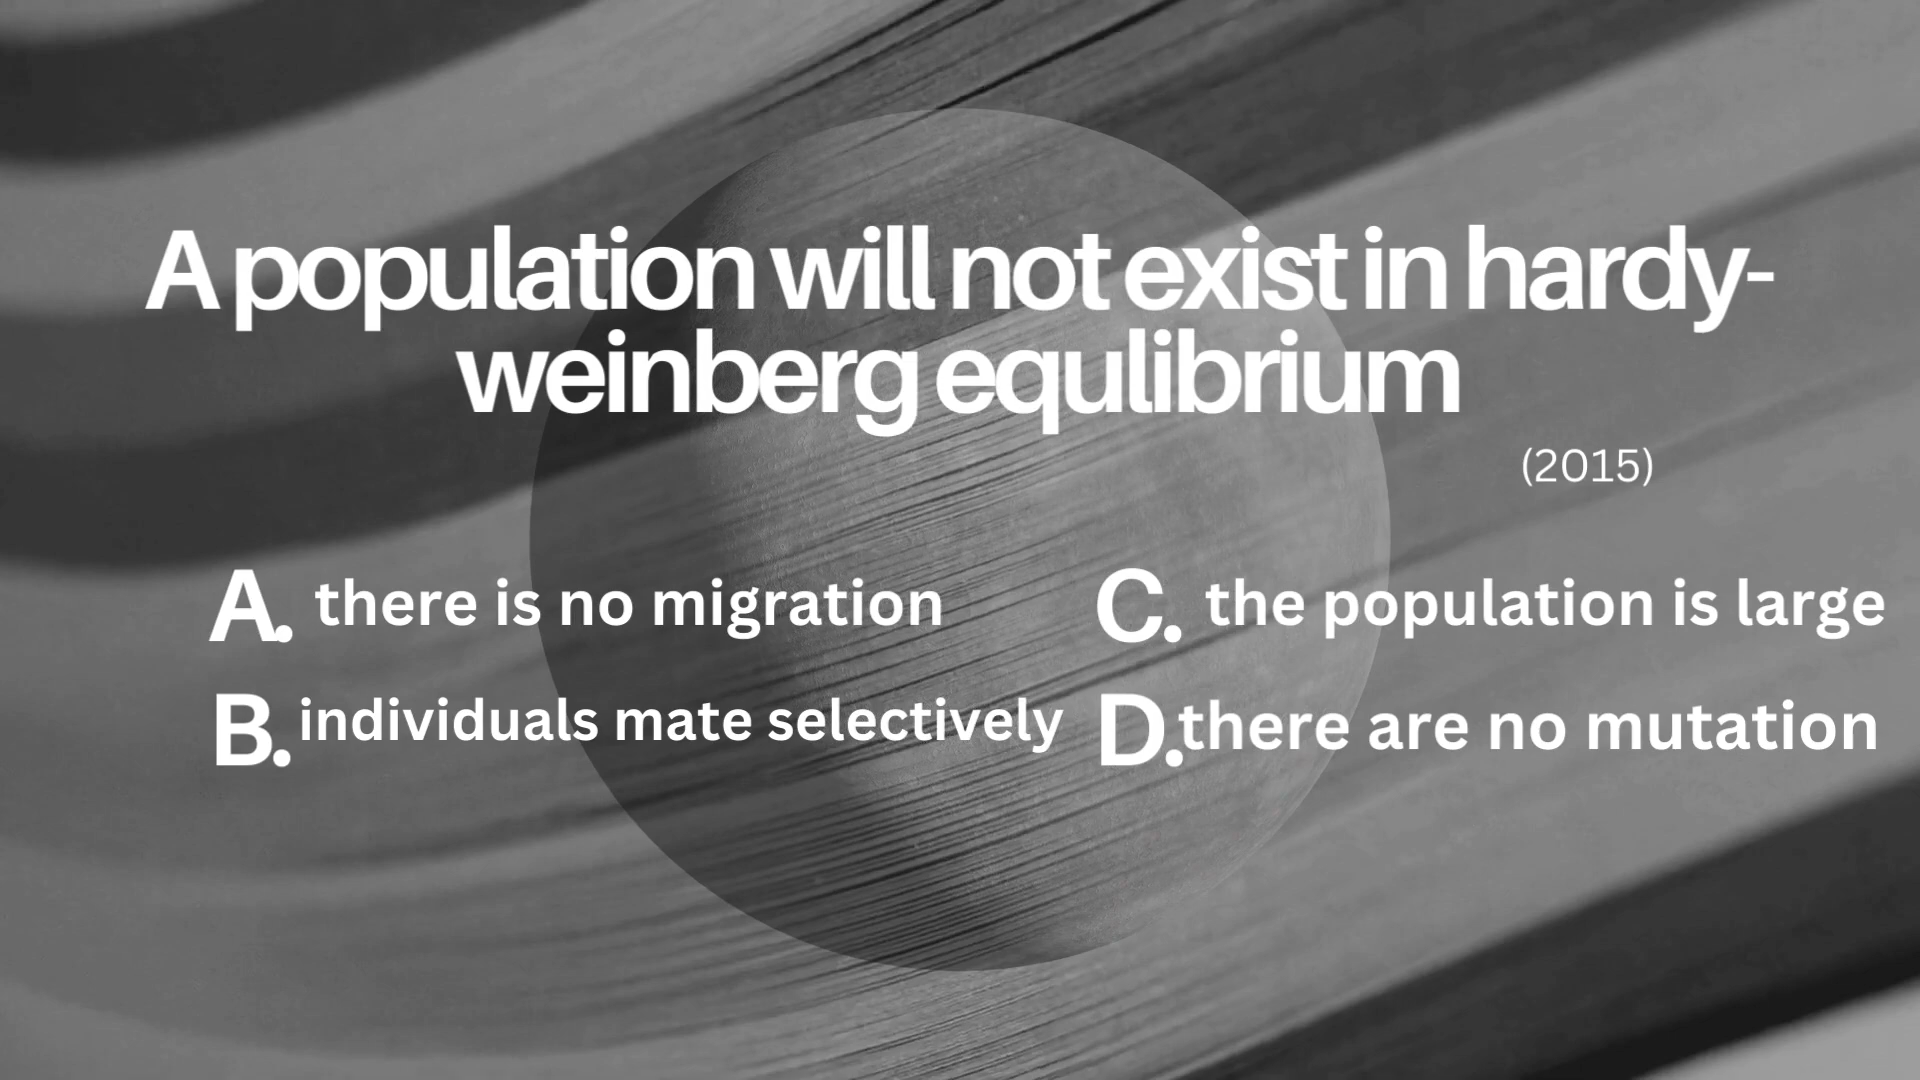 A population will not exist in hardy-
weinberg equlibrium
(2015)
A. there is no migration
B. individuals mate selectively
C. the population is large
D. there are no mutation